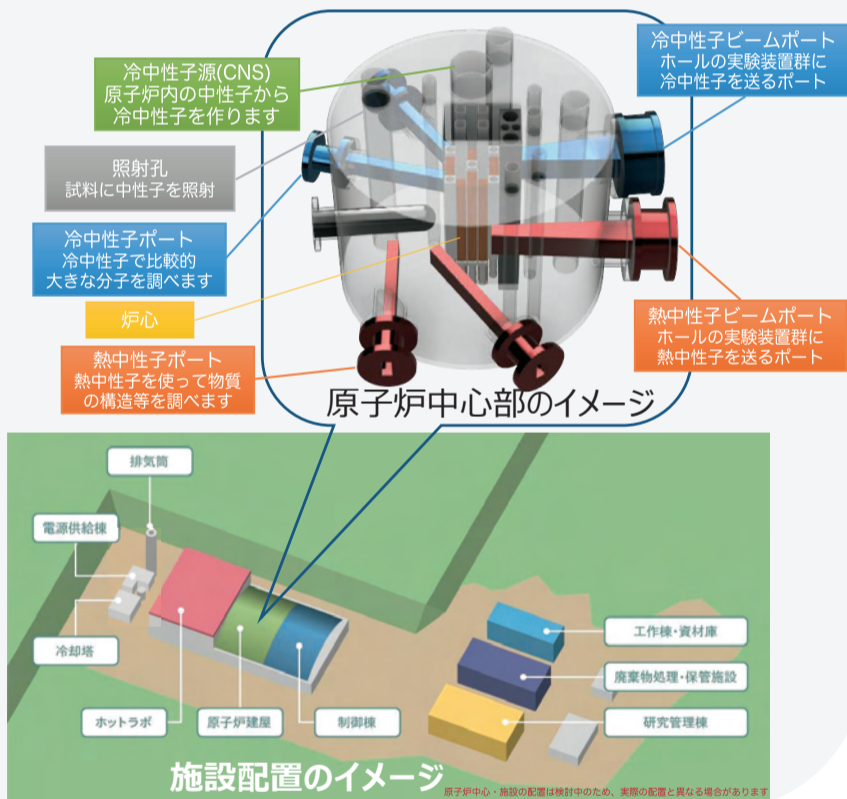 冷中性子源(CNS)
原子炉内の中性子から
冷中性子を作ります
冷中性子ビームポート
ホールの実験装置群に
冷中性子を送るポート
照射孔
試料に中性子を照射
冷中性子ポート
冷中性子で比較的
大きな分子を調べます
炉心
熱中性子ポート
熱中性子を使って物質
の構造等を調べます
熱中性子ビームポート
ホールの実験装置群に
熱中性子を送るポート
原子炉中心部のイメージ
排気筒
電源供給棟
冷却塔
ホットラボ
原子炉建屋
制御棟
工作棟・資材庫
廃棄物処理・保管施設
研究管理棟
施設配置のイメージ
原子炉中心・施設の配置は検討中のため、実際の配置と異なる場合があります